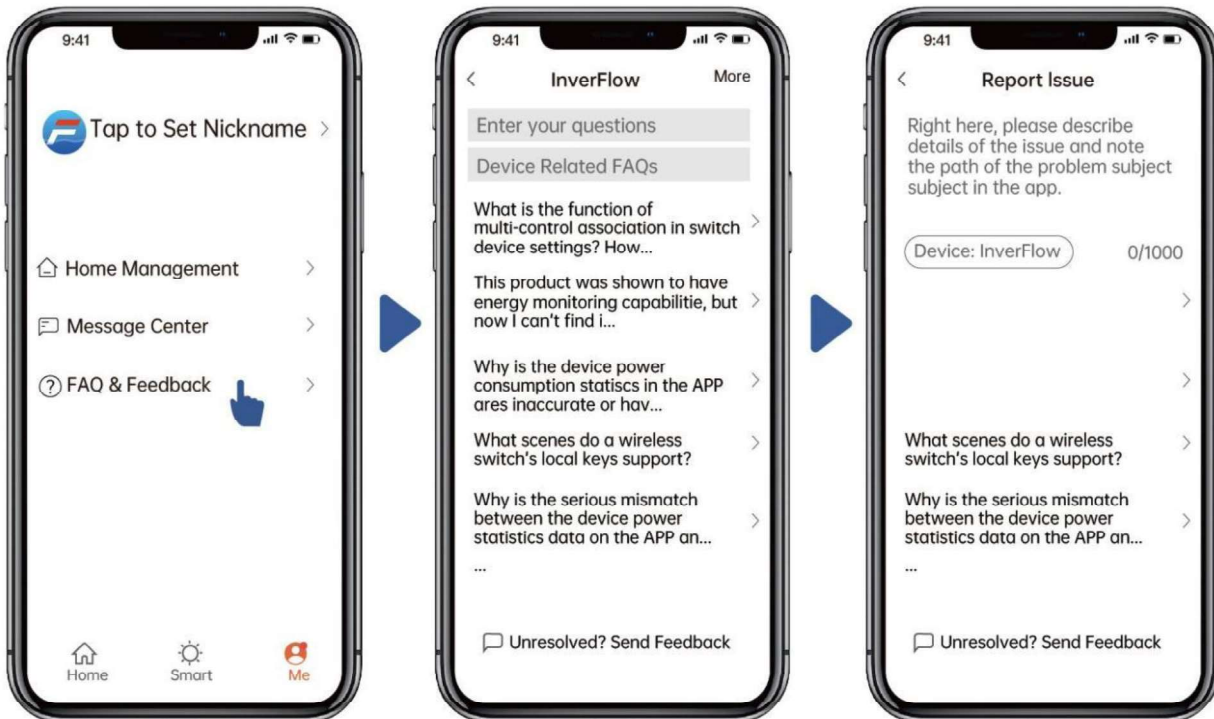 9:41
Tap to Set Nickname
Home Management
Message Center
FAQ & Feedback
Home
Smart
Me
9:41
InverFlow
More
Enter your questions
Device Related FAQs
What is the function of
multi-control association in switch
device settings? How...
This product was shown to have
energy monitoring capabilitie, but
now I can't find i...
Why is the device power
consumption statiscs in the APP
ares inaccurate or hav...
What scenes do a wireless
switch's local keys support?
Why is the serious mismatch
between the device power
statistics data on the APP an...
...
Unresolved? Send Feedback
9:41
Report Issue
Right here, please describe
details of the issue and note
the path of the problem subject
subject in the app.
Device: InverFlow
0/1000
What scenes do a wireless
switch's local keys support?
Why is the serious mismatch
between the device power
statistics data on the APP an...
...
Unresolved? Send Feedback